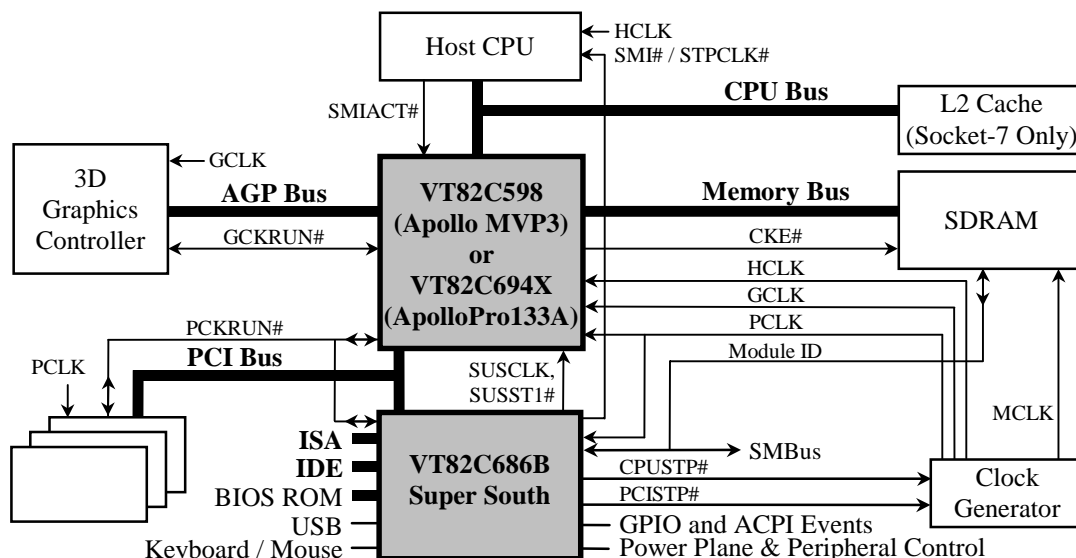 Host CPU
HCLK
SMI# / STPCLK#
SMIACT#
CPU Bus
L2 Cache
(Socket-7 Only)
3D
Graphics
Controller
GCLK
AGP Bus
GCKRUN#
VT82C598
(Apollo MVP3)
or
VT82C694X
(ApolloPro133A)
Memory Bus
SDRAM
CKE#
HCLK
GCLK
PCLK
Module ID
PCKRUN#
PCI Bus
PCLK
SUSCLK,
SUSST1#
MCLK
ISA
IDE
BIOS ROM
USB
Keyboard / Mouse
VT82C686B
Super South
SMBus
CPUSTP#
PCISTP#
Clock
Generator
GPIO and ACPI Events
Power Plane & Peripheral Control